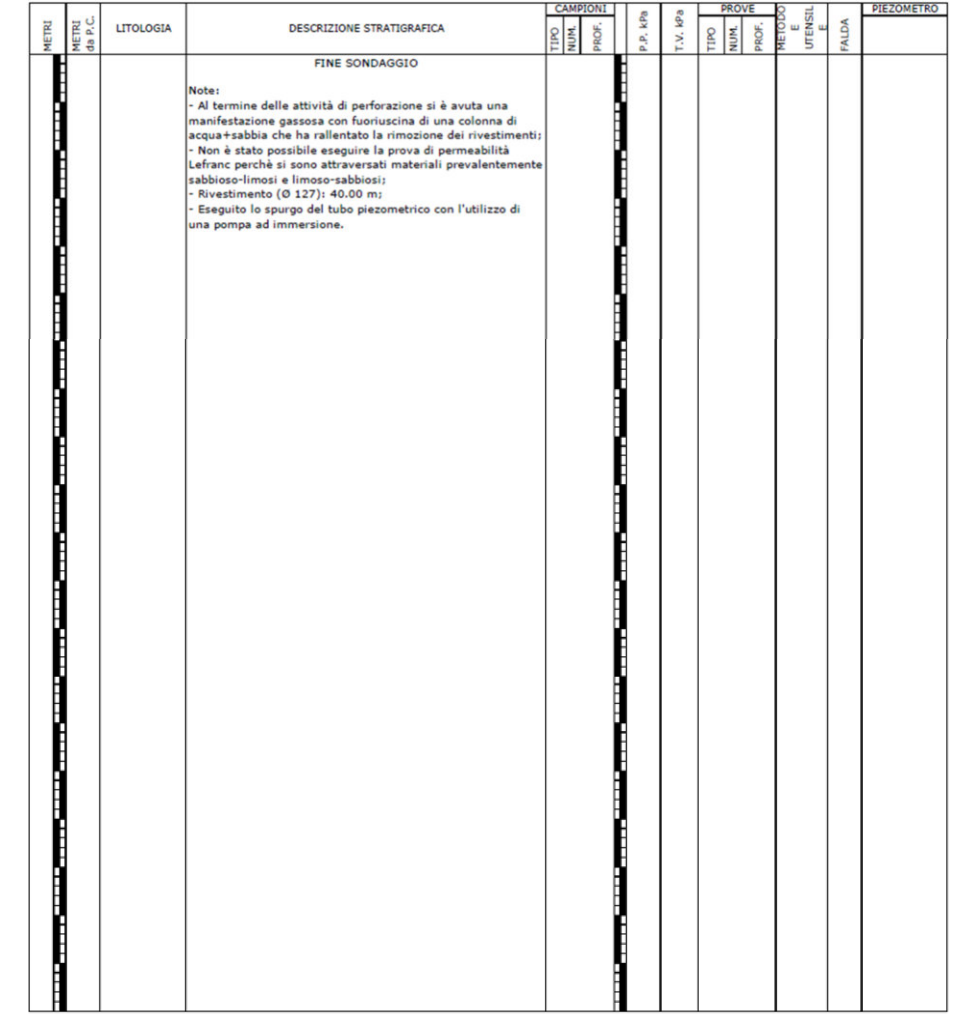 METRI
METRI
da P.C.
LITOLOGIA
DESCRIZIONE STRATIGRAFICA
CAMPIONI
TIPO
NUM.
PROF.
P.P. kPa
T.V. kPa
PROVE
TIPO
NUM.
PROF.
METODO
E
UTENSIL
E
FALDA
PIEZOMETRO
FINE SONDAGGIO
Note:
- Al termine delle attività di perforazione si è avuta una
manifestazione gassosa con fuoriuscina di una colonna di
acqua+sabbia che ha rallentato la rimozione dei rivestimenti;
- Non è stato possibile eseguire la prova di permeabilità
Lefranc perchè si sono attraversati materiali prevalentemente
sabbioso-limosi e limoso-sabbiosi;
- Rivestimento (Ø 127): 40.00 m;
- Eseguito lo spurgo del tubo piezometrico con l'utilizzo di
una pompa ad immersione.